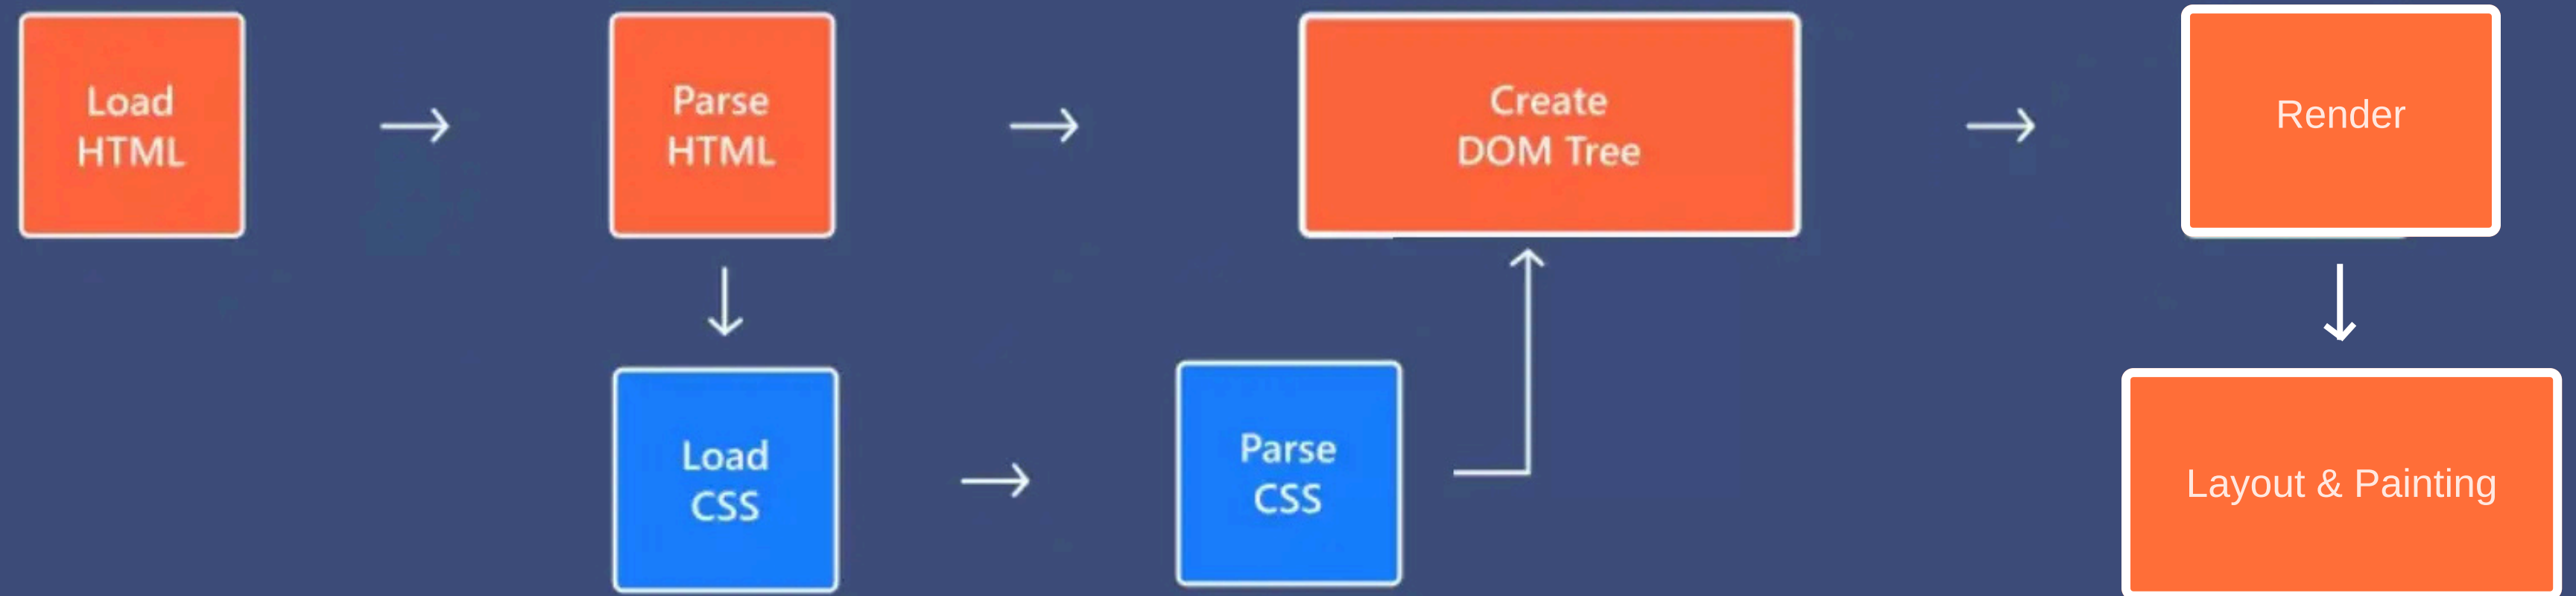 Load
HTML
Parse
HTML
Create
DOM Tree
Render
Load
CSS
Parse
CSS
Layout & Painting